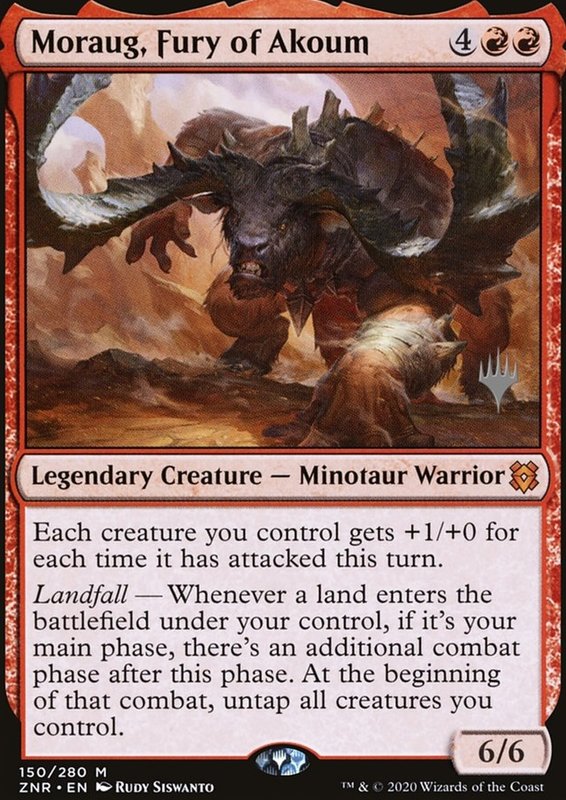 Moraug, Fury of Akoum 4
Legendary Creature — Minotaur Warrior
Each creature you control gets +1/+0 for
each time it has attacked this turn.
Landfall — Whenever a land enters the
battlefield under your control, if it's your
main phase, there's an additional combat
phase after this phase. At the beginning
of that combat, untap all creatures you
control.
6/6
150/280 M
ZNR • EN Rudy Siswanto
™ & © 2020 Wizards of the Coast